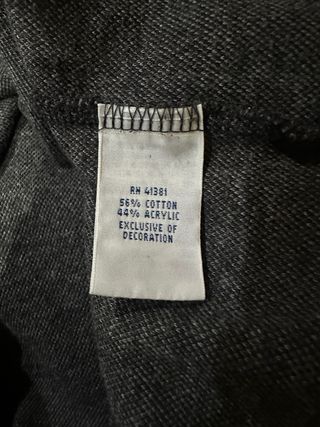 RN 41381
56% COTTON
44% ACRYLIC
EXCLUSIVE OF
DECORATION